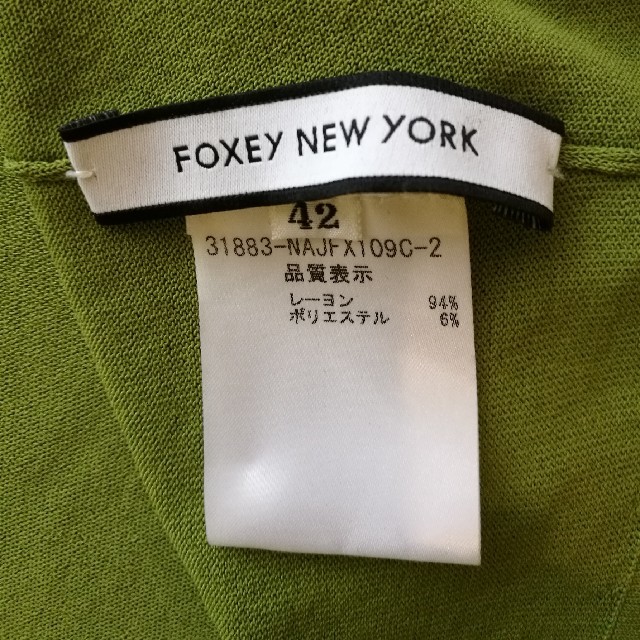 FOXEY NEW YORK
42
31883-NAJFX109C-2
品質表示
レーヨン 94%
ポリエステル 6%